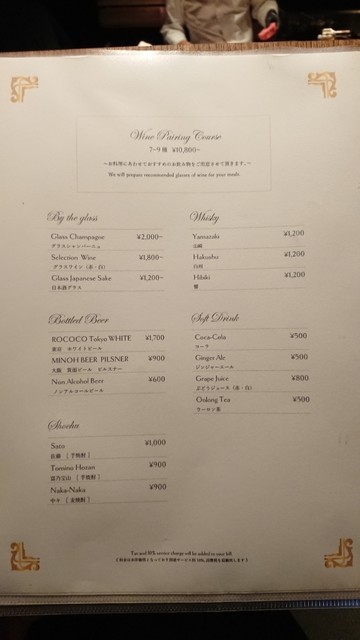 Wine Pairing Course
7~9種 ¥10,800~
~お料理にあわせておすすめのお飲み物をご用意させて頂きます。~
We will prepare recommended glasses of wine for your meals.
By the glass
Glass Champagne ¥2,000~
グラスシャンパーニュ
Selection Wine ¥1,800~
グラスワイン（赤・白）
Glass Japanese Sake ¥1,200~
日本酒グラス
Bottled Beer
ROCOCO Tokyo WHITE ¥1,700
東京 ホワイトビール
MINOH BEER PILSNER ¥900
大阪 箕面ビール ピルスナー
Non Alcohol Beer ¥600
ノンアルコールビール
Shochu
Sato ¥1,000
佐藤 ［芋焼酎］
Tomino Hozan ¥900
富乃宝山 ［芋焼酎］
Naka-Naka ¥900
中々 ［麦焼酎］
Whisky
Yamazaki ¥1,200
山崎
Hakushu ¥1,200
白州
Hibiki ¥1,200
響
Soft Drink
Coca-Cola ¥500
コーラ
Ginger Ale ¥500
ジンジャーエール
Grape Juice ¥800
ぶどうジュース（赤・白）
Oolong Tea ¥500
ウーロン茶
Tax and 10% service charge will be added to your bill.